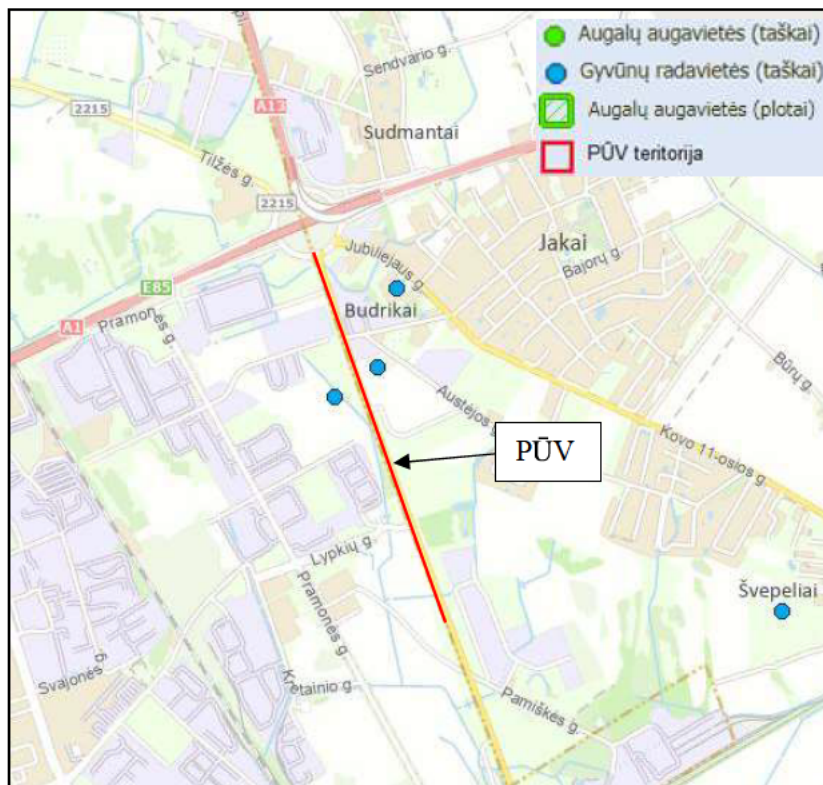 Augalų augavietės (taškai)
Gyvūnų radavietės (taškai)
Augalų augavietės (plotai)
PŪV teritorija
Sendvario g.
A13
2215
Sudmantai
Tilžės g.
2215
Jakai
Jubiliejaus g.
Bajorų g.
E85
A1
Pramonės g.
Budrikai
Būrų g.
Austėjos g.
Kovo 11-osios g.
PŪV
Lypkių g.
Pramonės g.
Švepeliai
Svajonės g.
Kretainio g.
Pamiškės g.